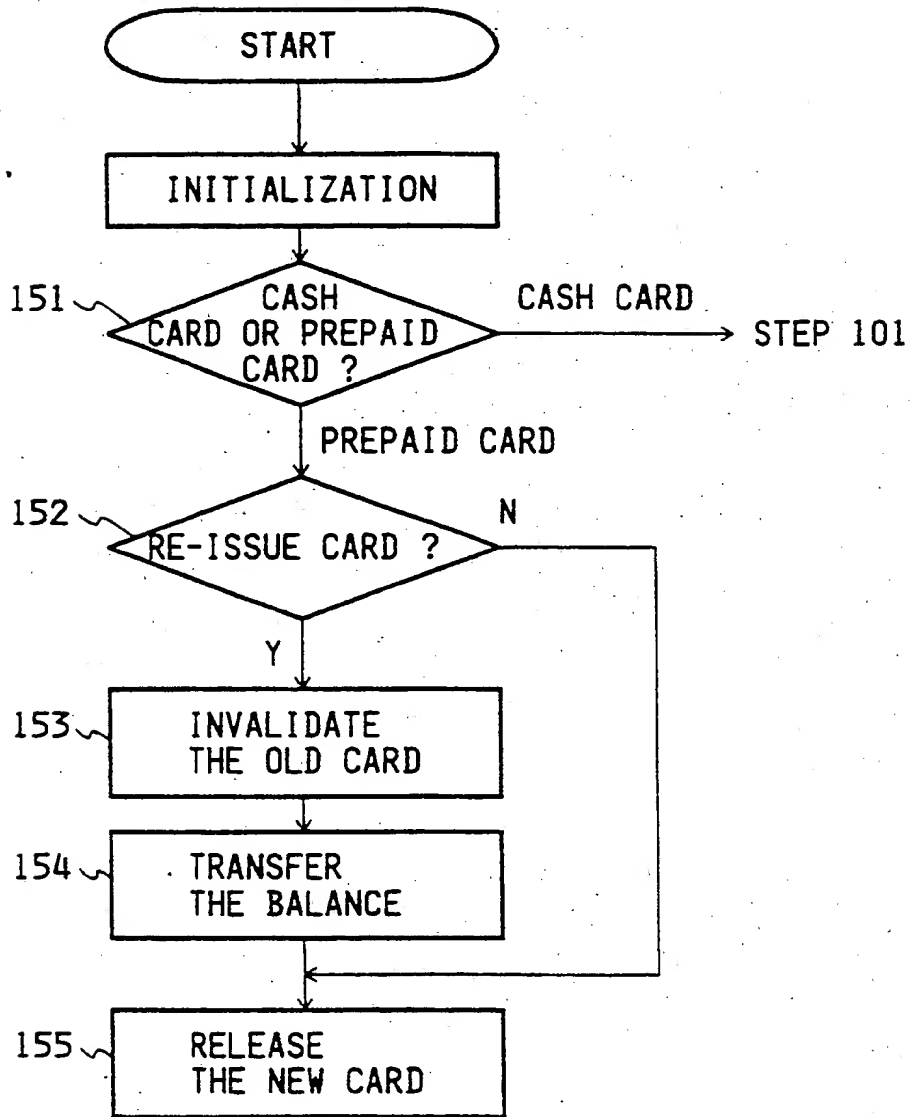 START
INITIALIZATION
151
CASH
CARD OR PREPAID
CARD ?
CASH CARD
STEP 101
PREPAID CARD
152
RE-ISSUE CARD ?
N
Y
153
INVALIDATE
THE OLD CARD
154
TRANSFER
THE BALANCE
155
RELEASE
THE NEW CARD